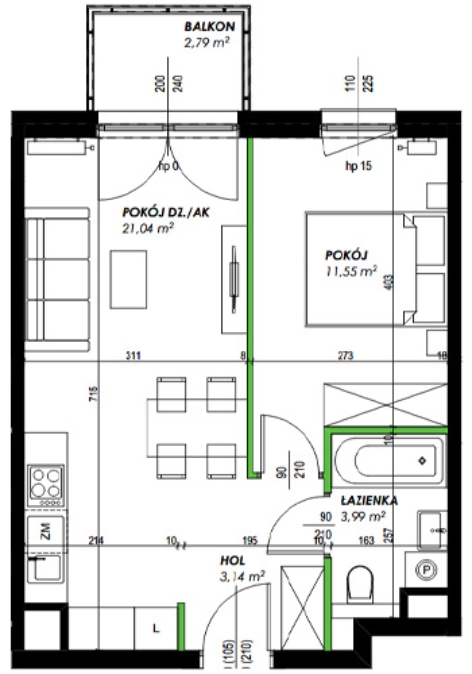 BALKON
2,79 m²
200
240
110
225
hp 0
hp 15
POKÓJ DZ./AK
21,04 m²
POKÓJ
11,55 m²
403
311
8
273
18
715
10
90
210
ŁAZIENKA
3,99 m²
90
210
ZM
214
10
195
10
163
257
HOL
3,14 m²
P
L
(105)
(210)